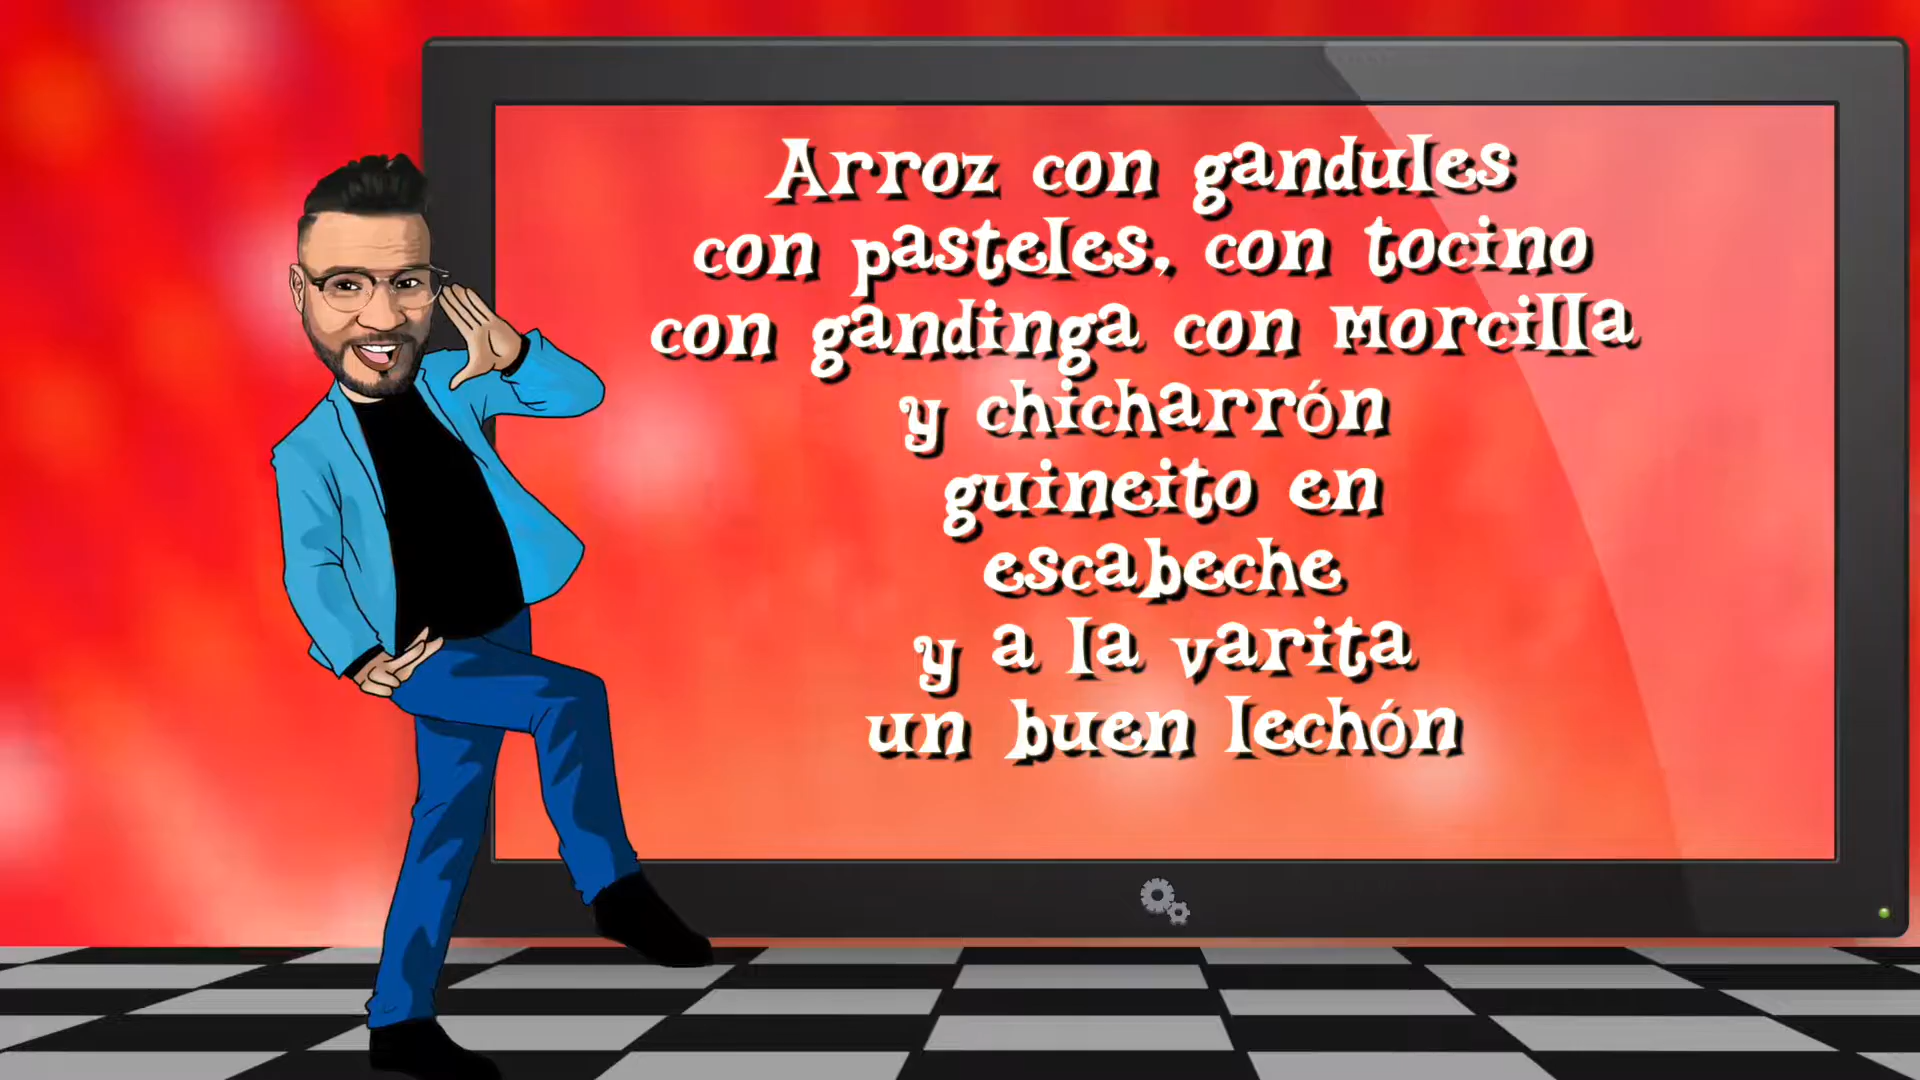 Arroz con gandules
con pasteles, con tocino
con gandinga con morcilla
y chicharrón
guineito en
escabeche
y a la varita
un buen lechón